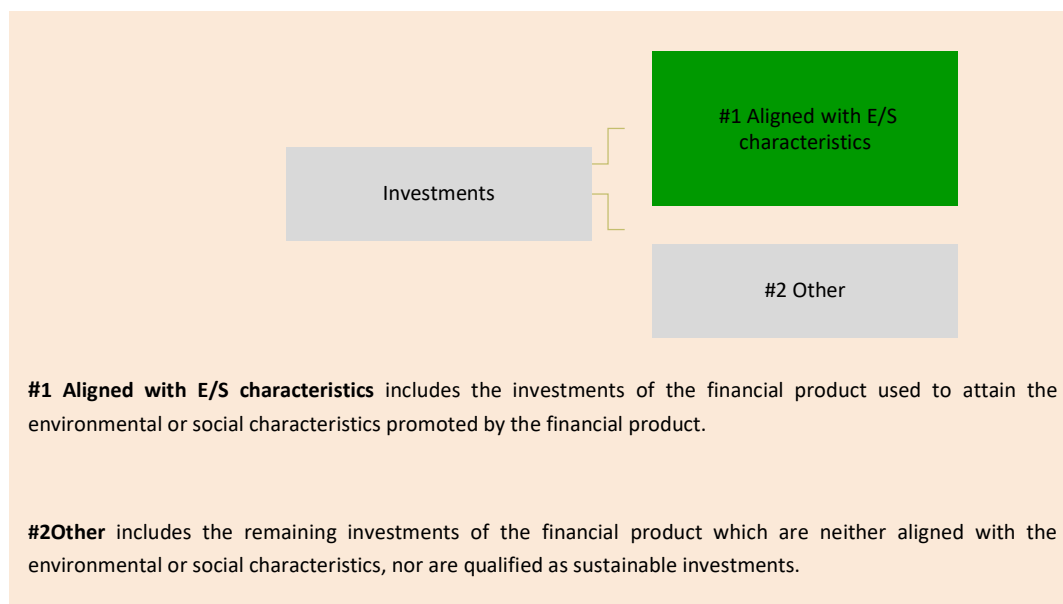 #1 Aligned with E/S
characteristics
Investments
#2 Other
#1 Aligned with E/S characteristics includes the investments of the financial product used to attain the
environmental or social characteristics promoted by the financial product.
#2Other includes the remaining investments of the financial product which are neither aligned with the
environmental or social characteristics, nor are qualified as sustainable investments.